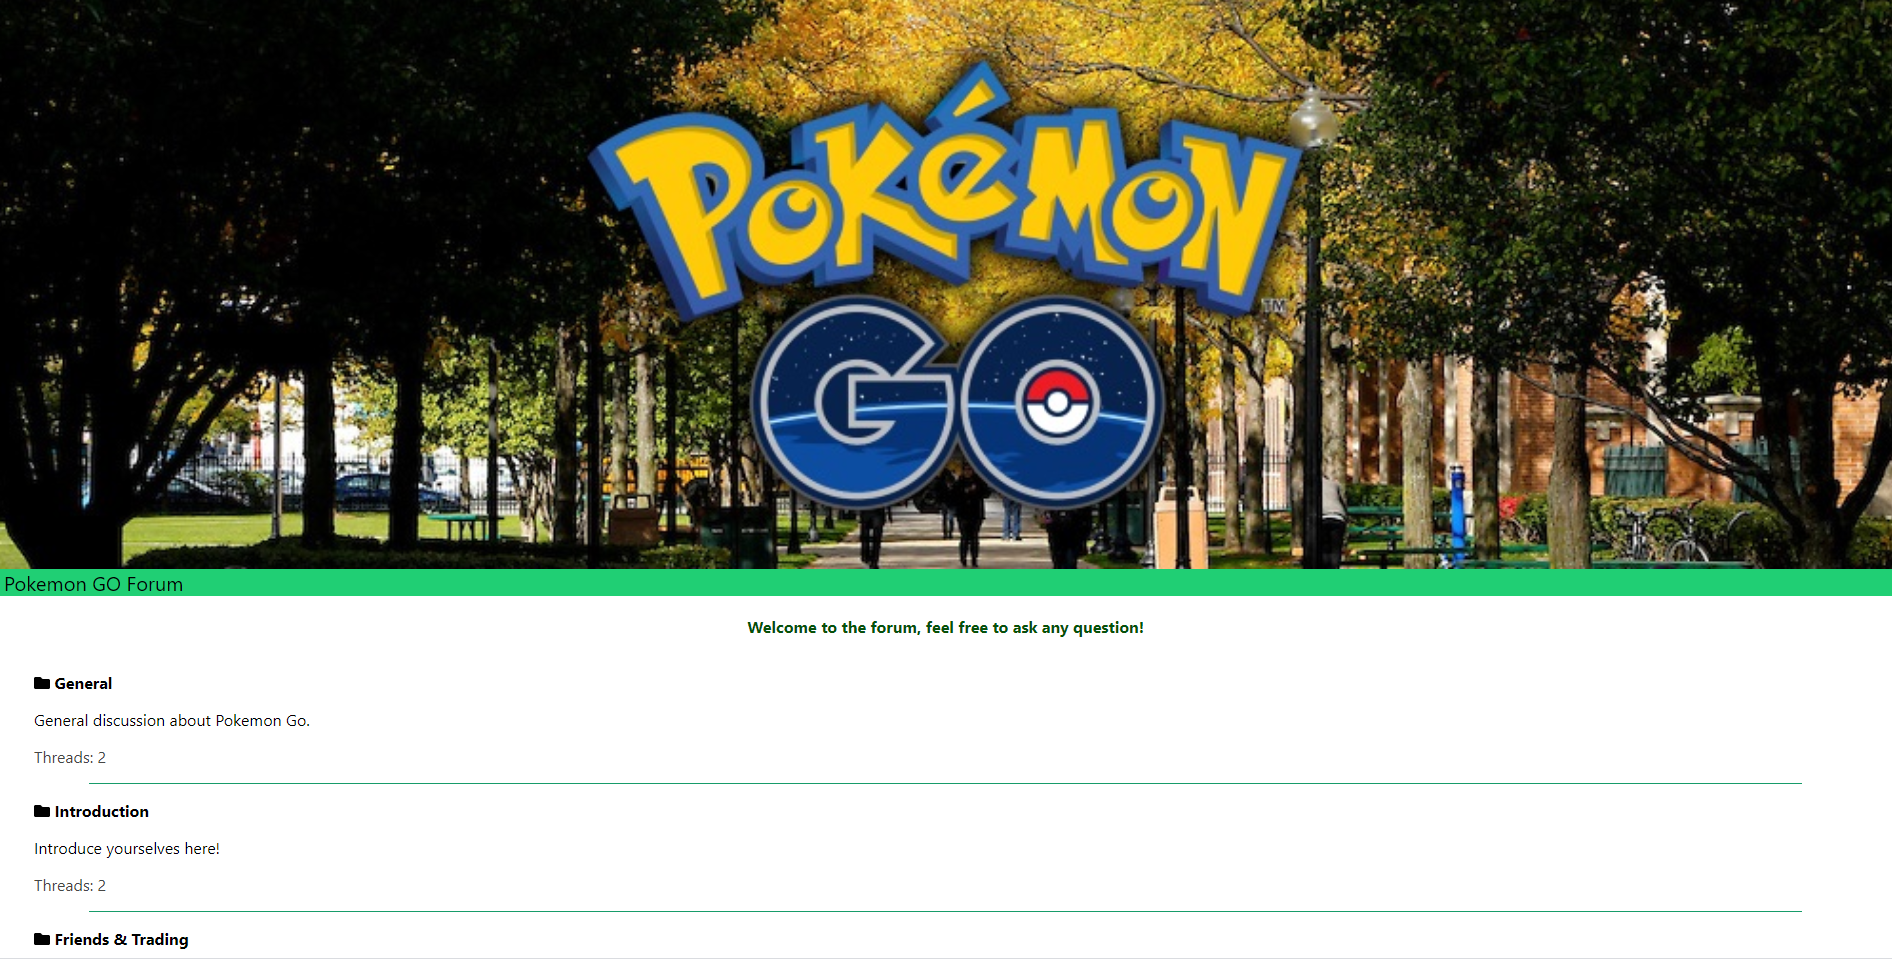 POKéMON
TM
GO
Pokemon GO Forum
Welcome to the forum, feel free to ask any question!
General
General discussion about Pokemon Go.
Threads: 2
Introduction
Introduce yourselves here!
Threads: 2
Friends & Trading